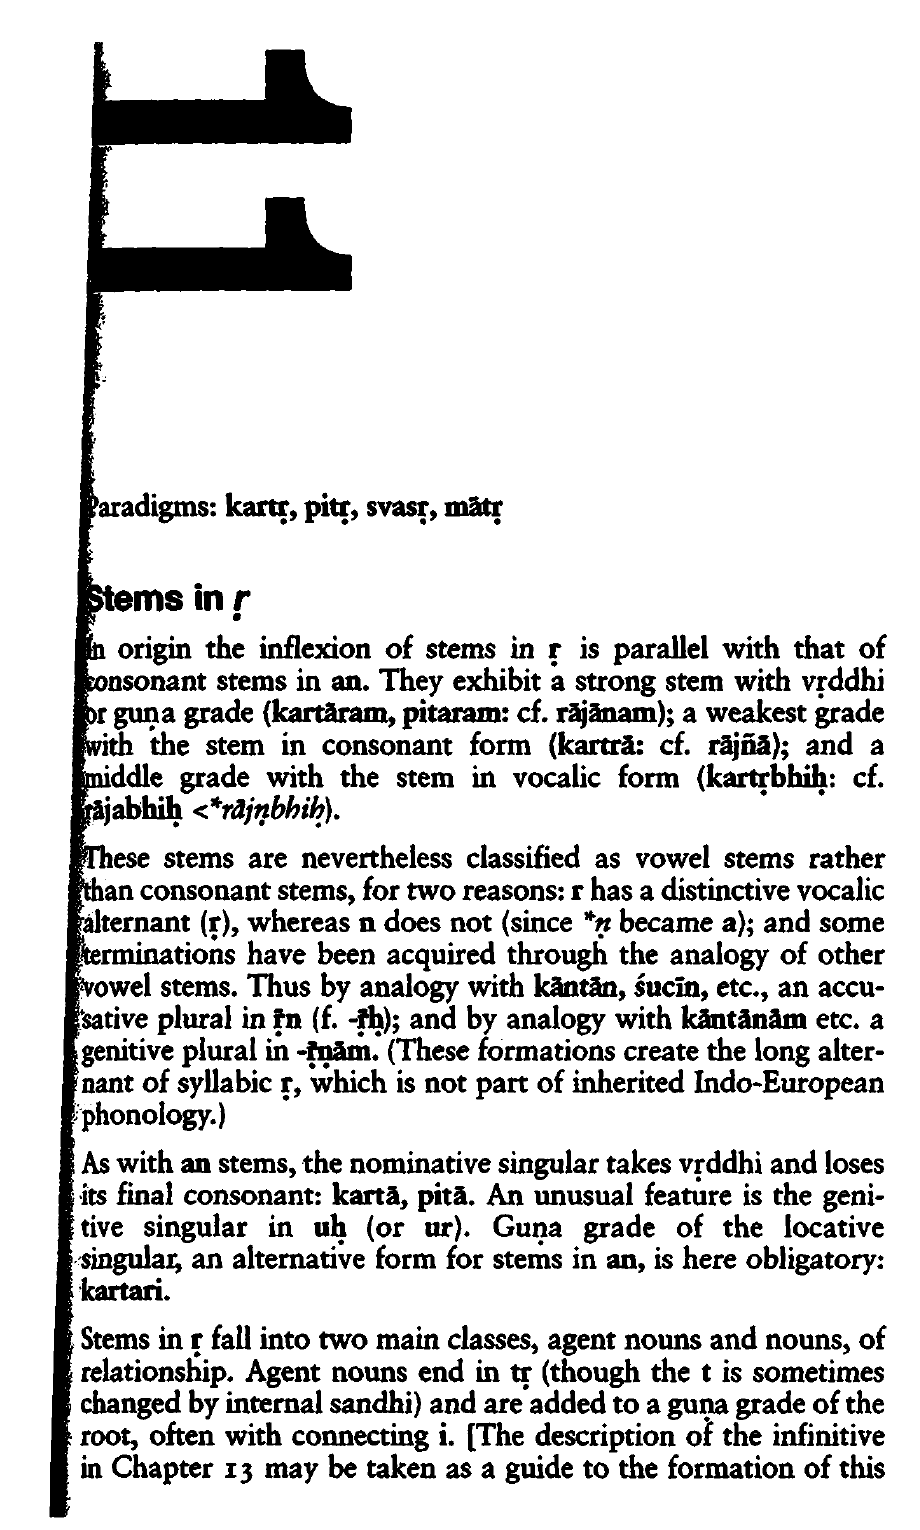 11
Paradigms: kartṛ, pitṛ, svasṛ, mātṛ
Stems in ṛ
In origin the inflexion of stems in ṛ is parallel with that of
consonant stems in an. They exhibit a strong stem with vṛddhi
or guṇa grade (kartāram, pitaram: cf. rājānam); a weakest grade
with the stem in consonant form (kartrā: cf. rājñā); and a
middle grade with the stem in vocalic form (kartṛbhiḥ: cf.
rājabhiḥ <*rājṇbhiḥ).
These stems are nevertheless classified as vowel stems rather
than consonant stems, for two reasons: r has a distinctive vocalic
alternant (ṛ), whereas n does not (since *ṇ became a); and some
terminations have been acquired through the analogy of other
vowel stems. Thus by analogy with kāntān, śucīn, etc., an accu-
sative plural in ṝn (f. -ṝḥ); and by analogy with kāntānām etc. a
genitive plural in -ṝṇām. (These formations create the long alter-
nant of syllabic ṛ, which is not part of inherited Indo-European
phonology.)
As with an stems, the nominative singular takes vṛddhi and loses
its final consonant: kartā, pitā. An unusual feature is the geni-
tive singular in uḥ (or ur). Guṇa grade of the locative
singular, an alternative form for stems in an, is here obligatory:
kartari.
Stems in ṛ fall into two main classes, agent nouns and nouns, of
relationship. Agent nouns end in tṛ (though the t is sometimes
changed by internal sandhi) and are added to a guṇa grade of the
root, often with connecting i. [The description of the infinitive
in Chapter 13 may be taken as a guide to the formation of this